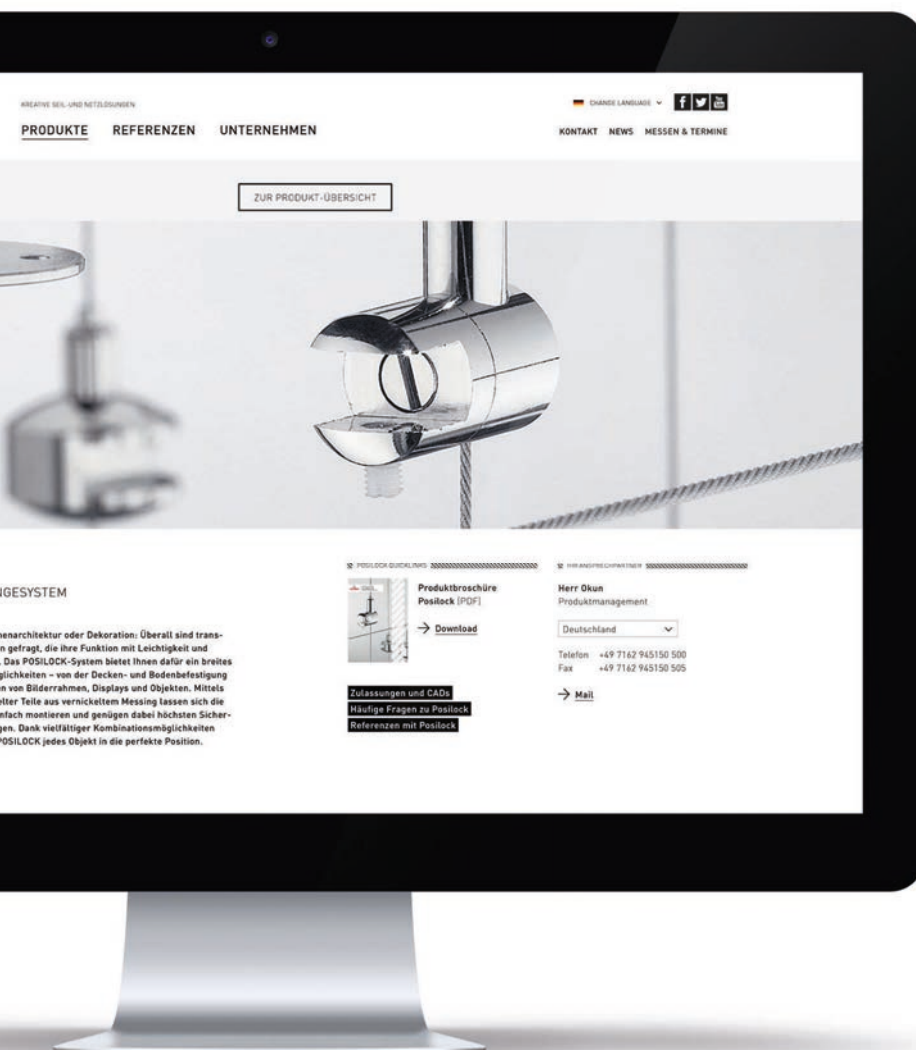 KREATIVE SEIL- UND NETZLÖSUNGEN
CHANGE LANGUAGE
f You
PRODUKTE REFERENZEN UNTERNEHMEN
KONTAKT NEWS MESSEN & TERMINE
ZUR PRODUKT-ÜBERSICHT
NGESYSTEM
nenarchitektur oder Dekoration: Überall sind trans-
n gefragt, die ihre Funktion mit Leichtigkeit und
. Das POSILOCK-System bietet Ihnen dafür ein breites
glichkeiten – von der Decken- und Bodenbefestigung
en von Bilderrahmen, Displays und Objekten. Mittels
elter Teile aus vernickeltem Messing lassen sich die
infach montieren und genügen dabei höchsten Sicher-
gen. Dank vielfältiger Kombinationsmöglichkeiten
POSILOCK jedes Objekt in die perfekte Position.
POSILOCK QUICKLINKS
Produktbroschüre
Posilock (PDF)
→ Download
Zulassungen und CADs
Häufige Fragen zu Posilock
Referenzen mit Posilock
IHR ANSPRECHPARTNER
Herr Okun
Produktmanagement
Deutschland
Telefon +49 7162 945150 500
Fax +49 7162 945150 505
→ Mail